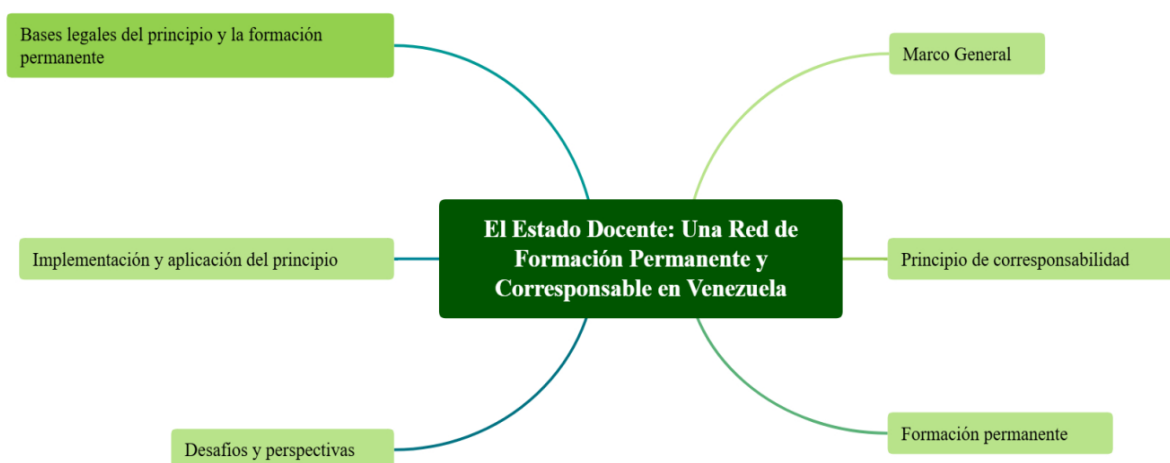 Bases legales del principio y la formación
permanente
Marco General
El Estado Docente: Una Red de
Formación Permanente y
Corresponsable en Venezuela
Implementación y aplicación del principio
Principio de corresponsabilidad
Desafíos y perspectivas
Formación permanente